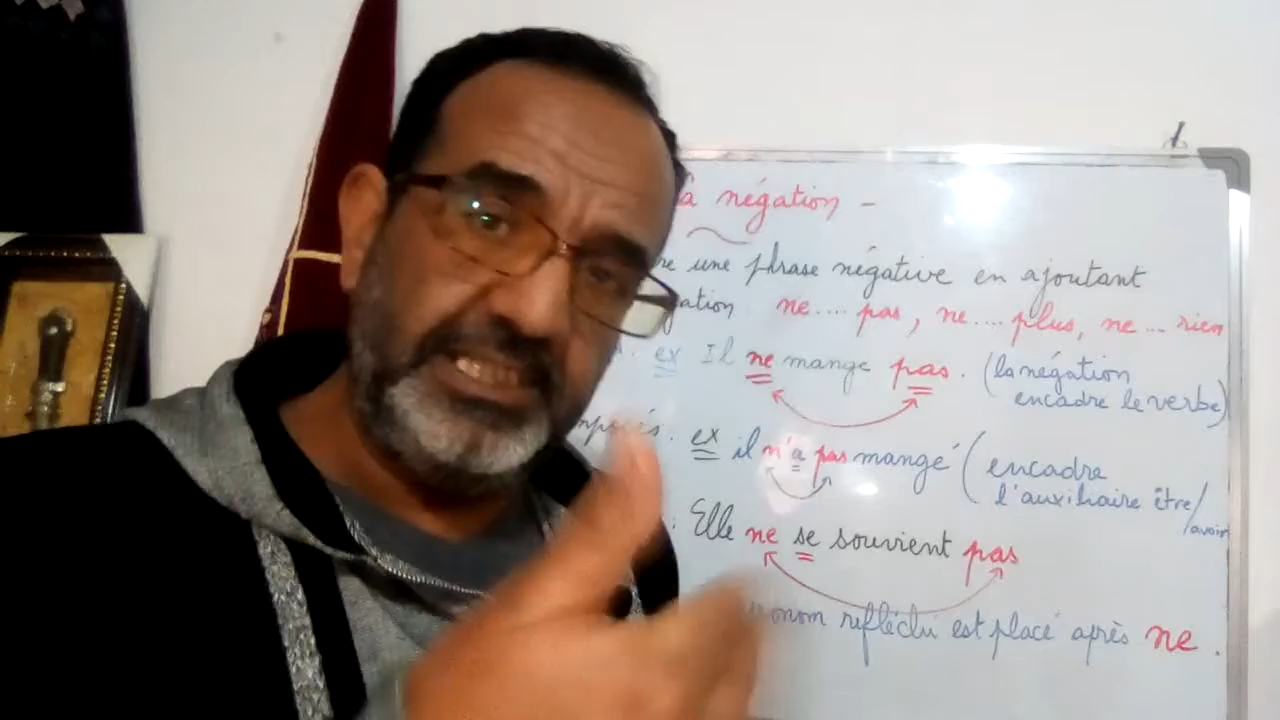 la négation -
une phrase négative en ajoutant
ne.... pas, ne.... plus, ne... rien
ex Il ne mange pas. (la négation
encadre le verbe)
ex il n'a pas mangé (encadre
l'auxiliaire être/
avoir
Elle ne se souvient pas
réfléchi est placé après ne.